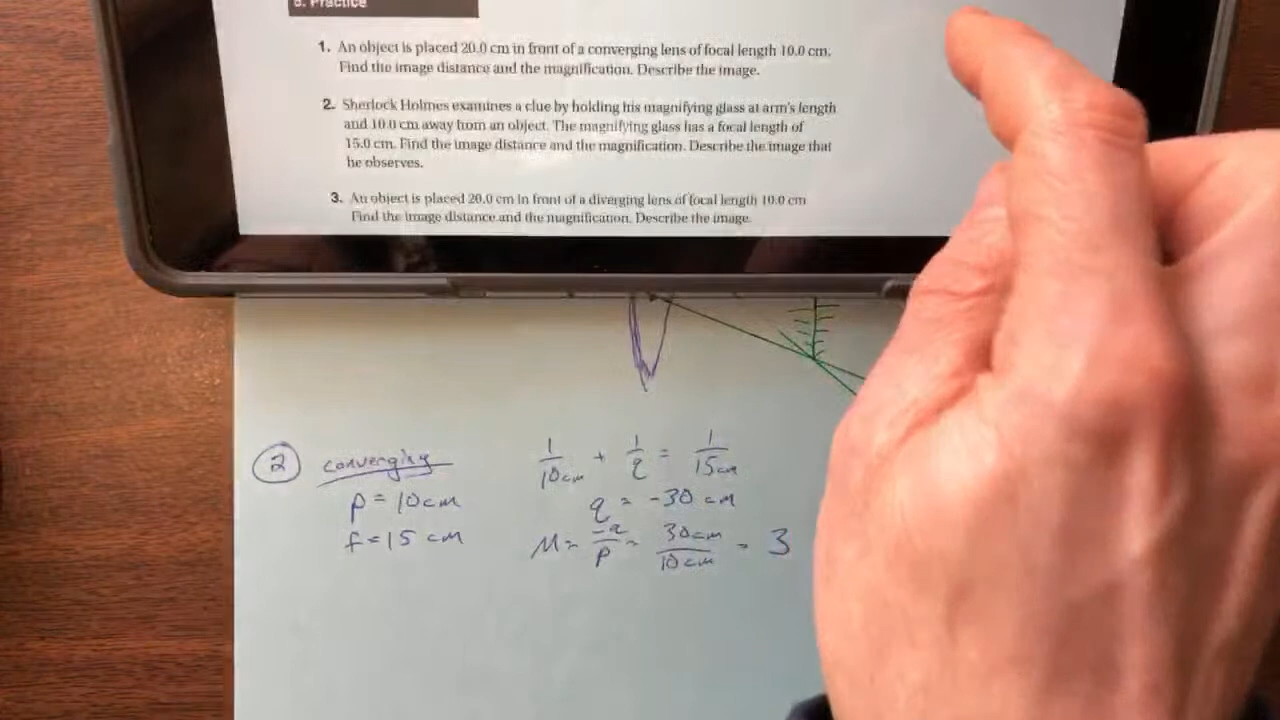 8. Practice
1. An object is placed 20.0 cm in front of a converging lens of focal length 10.0 cm.
Find the image distance and the magnification. Describe the image.
2. Sherlock Holmes examines a clue by holding his magnifying glass at arm's length
and 10.0 cm away from an object. The magnifying glass has a focal length of
15.0 cm. Find the image distance and the magnification. Describe the image that
he observes.
3. An object is placed 20.0 cm in front of a diverging lens of focal length 10.0 cm
Find the image distance and the magnification. Describe the image.
2 converging
p = 10cm
f = 15 cm
1/10cm + 1/q = 1/15cm
q = -30 cm
M = -q/p = 30cm/10cm = 3